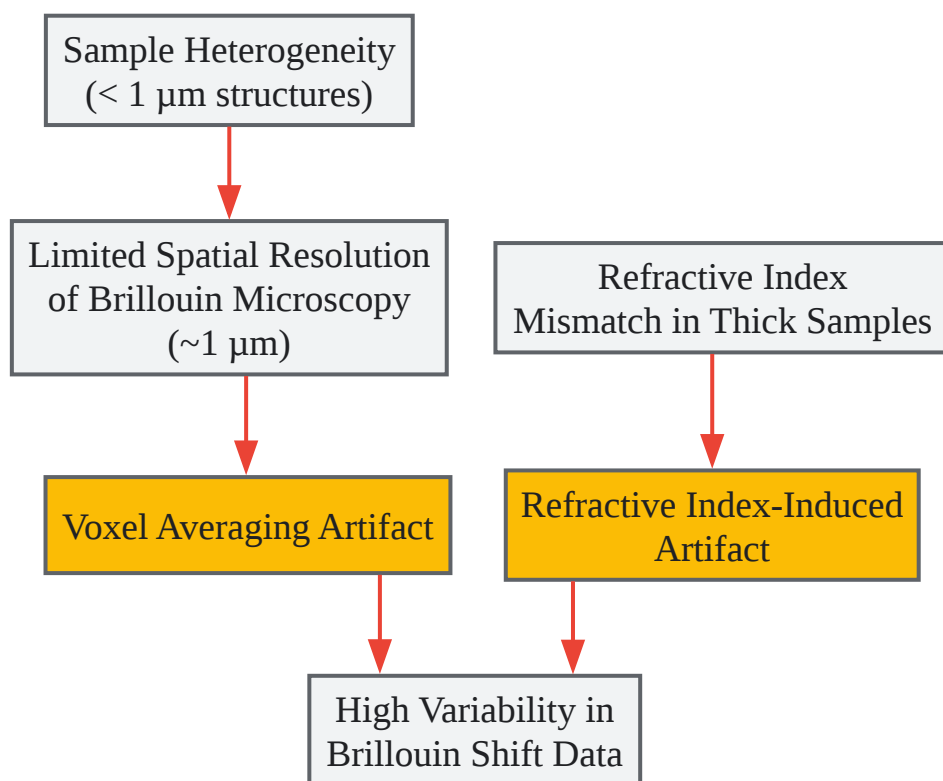 Sample Heterogeneity
(< 1 µm structures)
Limited Spatial Resolution
of Brillouin Microscopy
(~1 µm)
Refractive Index
Mismatch in Thick Samples
Voxel Averaging Artifact
Refractive Index-Induced
Artifact
High Variability in
Brillouin Shift Data